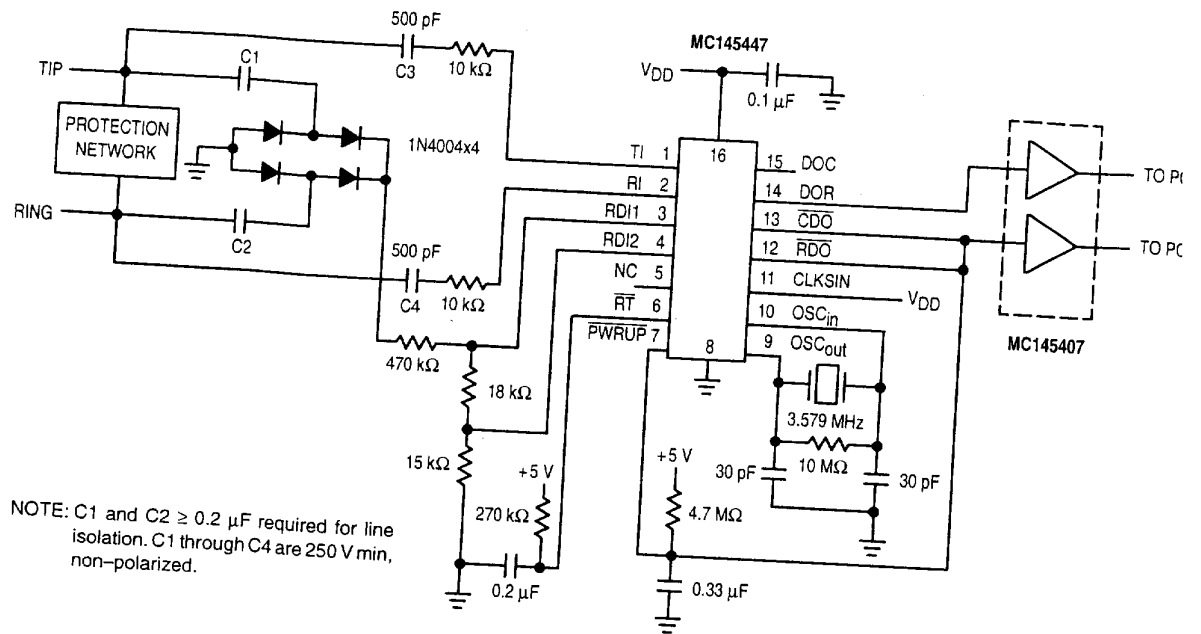 500 pF
C1
C3
10 kΩ
MC145447
VDD
0.1 µF
TIP
PROTECTION
NETWORK
1N4004x4
RING
C2
500 pF
C4
10 kΩ
TI 1
RI 2
RDI1 3
RDI2 4
NC 5
RT 6
PWRUP 7
16
8
15 DOC
14 DOR
13 CDO
12 RDO
11 CLKSIN
VDD
10 OSCin
9 OSCout
TO PC
TO PC
MC145407
470 kΩ
18 kΩ
15 kΩ
+5 V
270 kΩ
0.2 µF
3.579 MHz
10 MΩ
30 pF
30 pF
+5 V
4.7 MΩ
0.33 µF
NOTE: C1 and C2 ≥ 0.2 µF required for line
isolation. C1 through C4 are 250 V min,
non–polarized.